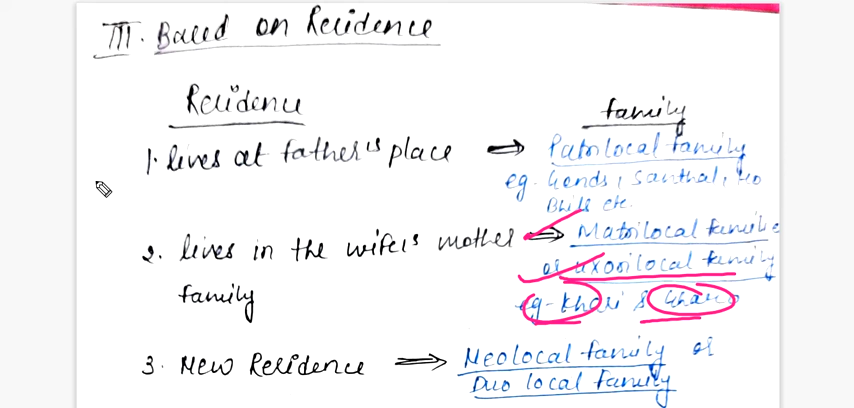 III. Based on Residence
Residence
family
1. lives at father's place ⇒ Patrilocal family
eg. Gonds, Santhal, Ho
Bhill etc.
2. lives in the wife's mother ⇒ Matrilocal family
family
or uxorilocal family
eg - Khasi &
3. New Residence ⇒ Neolocal family or
Duo local family